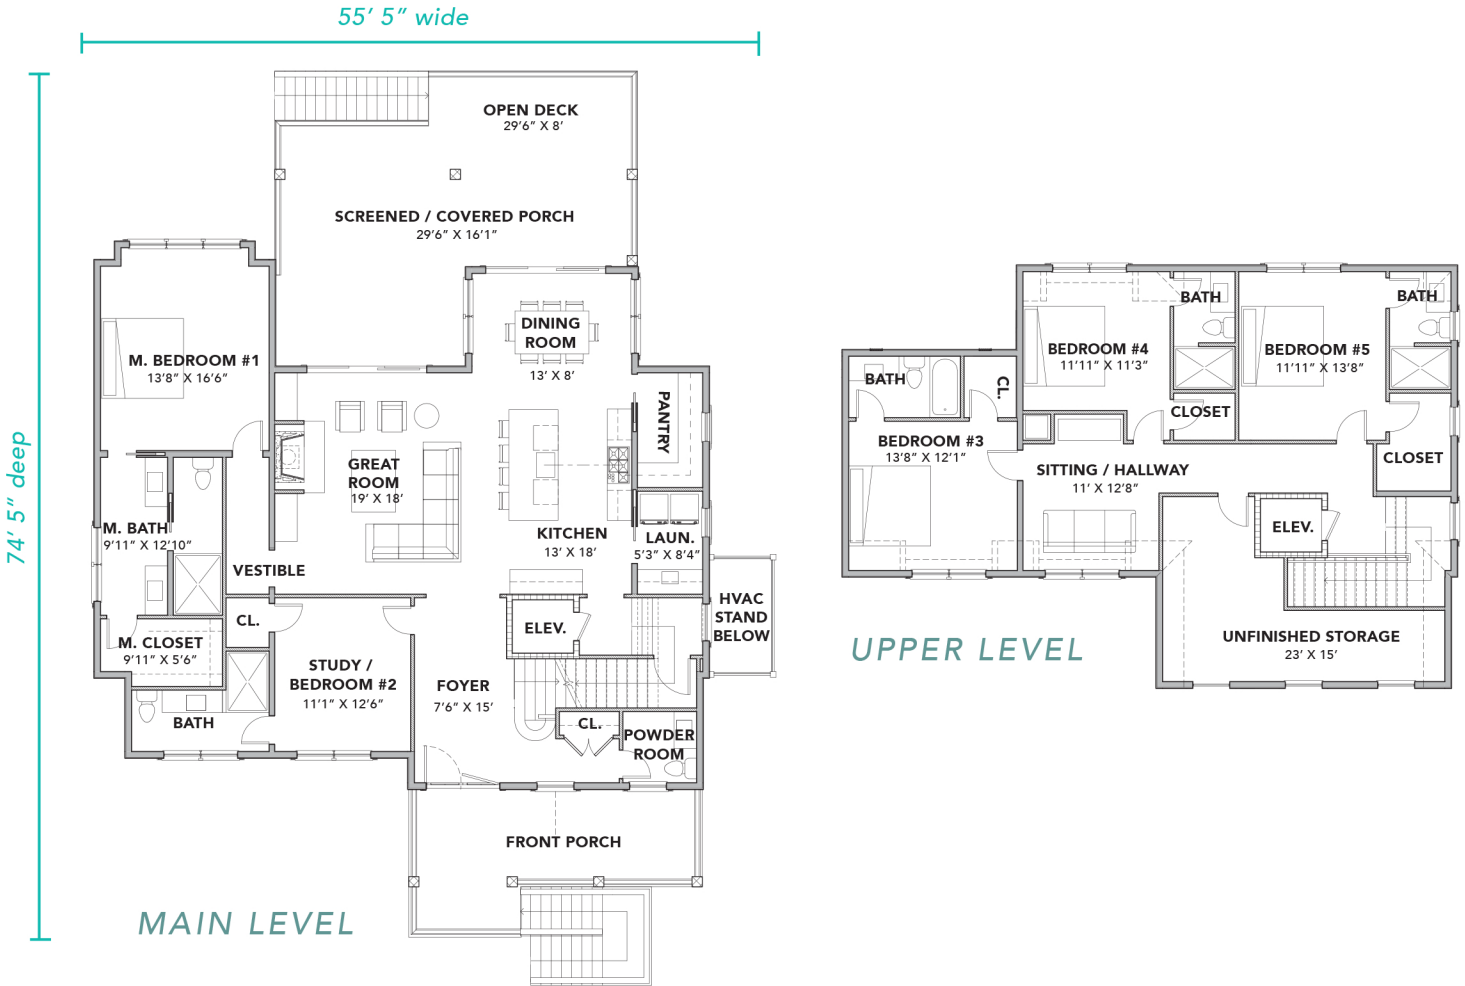 55’ 5” wide
74’ 5” deep
OPEN DECK
29’6” X 8’
SCREENED / COVERED PORCH
29’6” X 16’1”
M. BEDROOM #1
13’8” X 16’6”
DINING
ROOM
13’ X 8’
PANTRY
GREAT
ROOM
19’ X 18’
KITCHEN
13’ X 18’
LAUN.
5’3” X 8’4”
M. BATH
9’11” X 12’10”
VESTIBLE
CL.
M. CLOSET
9’11” X 5’6”
BATH
STUDY /
BEDROOM #2
11’1” X 12’6”
ELEV.
FOYER
7’6” X 15’
CL.
POWDER
ROOM
HVAC
STAND
BELOW
FRONT PORCH
MAIN LEVEL
BATH
CL.
BEDROOM #3
13’8” X 12’1”
BEDROOM #4
11’11” X 11’3”
BATH
CLOSET
BEDROOM #5
11’11” X 13’8”
BATH
CLOSET
SITTING / HALLWAY
11’ X 12’8”
ELEV.
UNFINISHED STORAGE
23’ X 15’
UPPER LEVEL